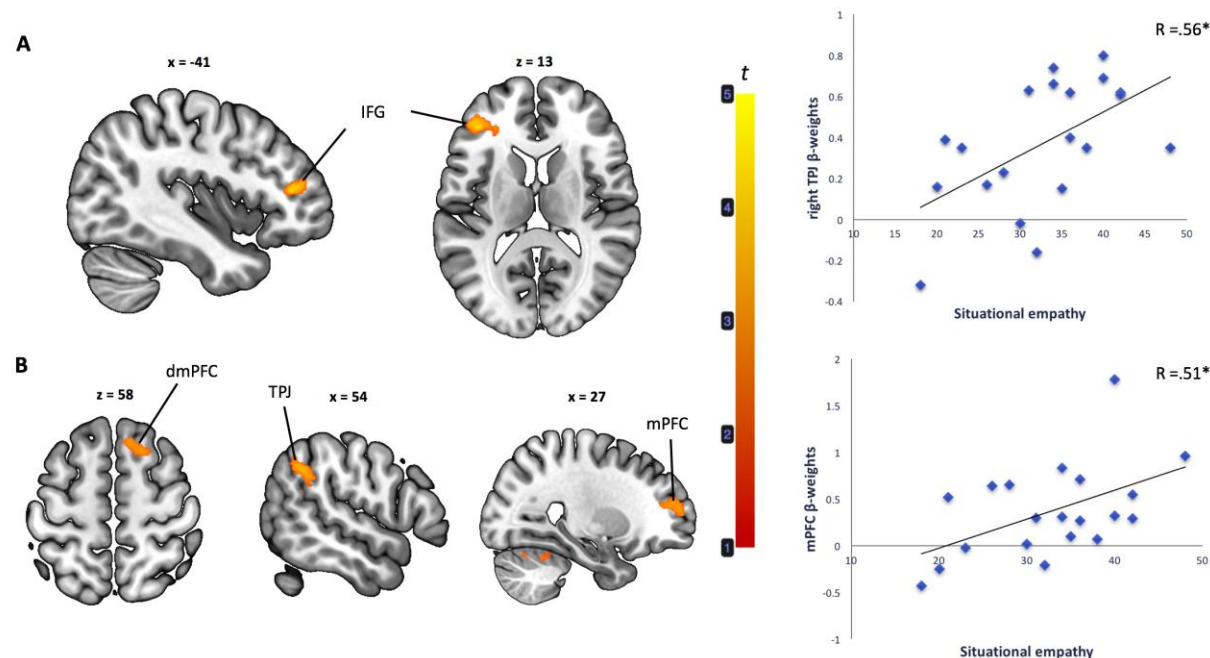 A
x = -41
z = 13
IFG
t
5
4
3
2
1
B
dmPFC
z = 58
TPJ
x = 54
x = 27
mPFC
R =.56*
right TPJ β-weights
1
0.8
0.6
0.4
0.2
0
-0.2
-0.4
10 15 20 25 30 35 40 45 50
Situational empathy
R =.51*
mPFC β-weights
2
1.5
1
0.5
0
-0.5
-1
10 20 30 40 50
Situational empathy